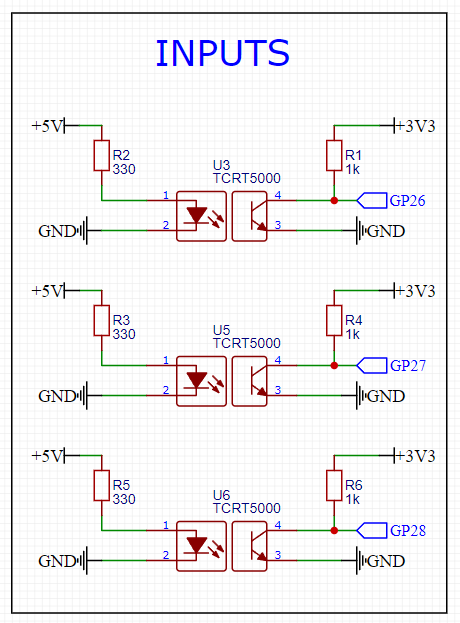 INPUTS
+5V
R2
330
U3
TCRT5000
1
2
4
3
R1
1k
+3V3
GP26
GND
GND
+5V
R3
330
U5
TCRT5000
1
2
4
3
R4
1k
+3V3
GP27
GND
GND
+5V
R5
330
U6
TCRT5000
1
2
4
3
R6
1k
+3V3
GP28
GND
GND